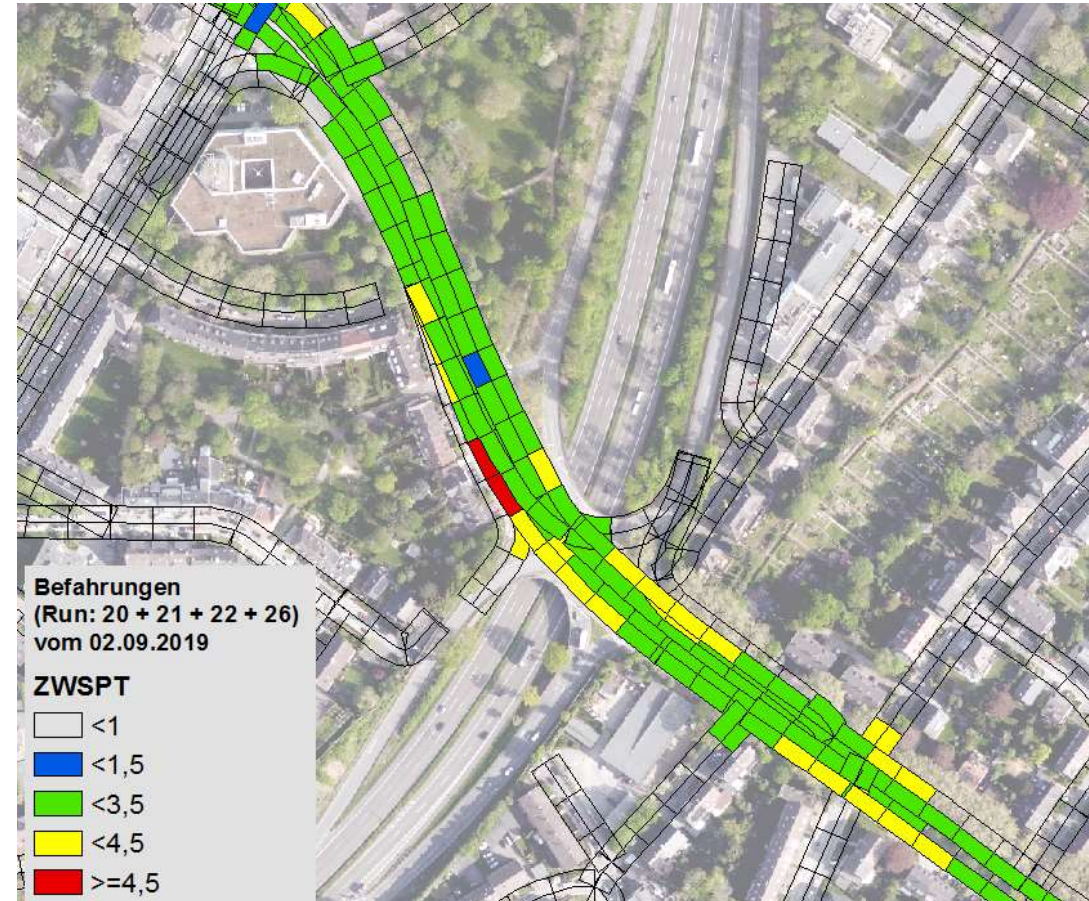 Befahrungen
(Run: 20 + 21 + 22 + 26)
vom 02.09.2019
ZWSPT
<1
<1,5
<3,5
<4,5
>=4,5